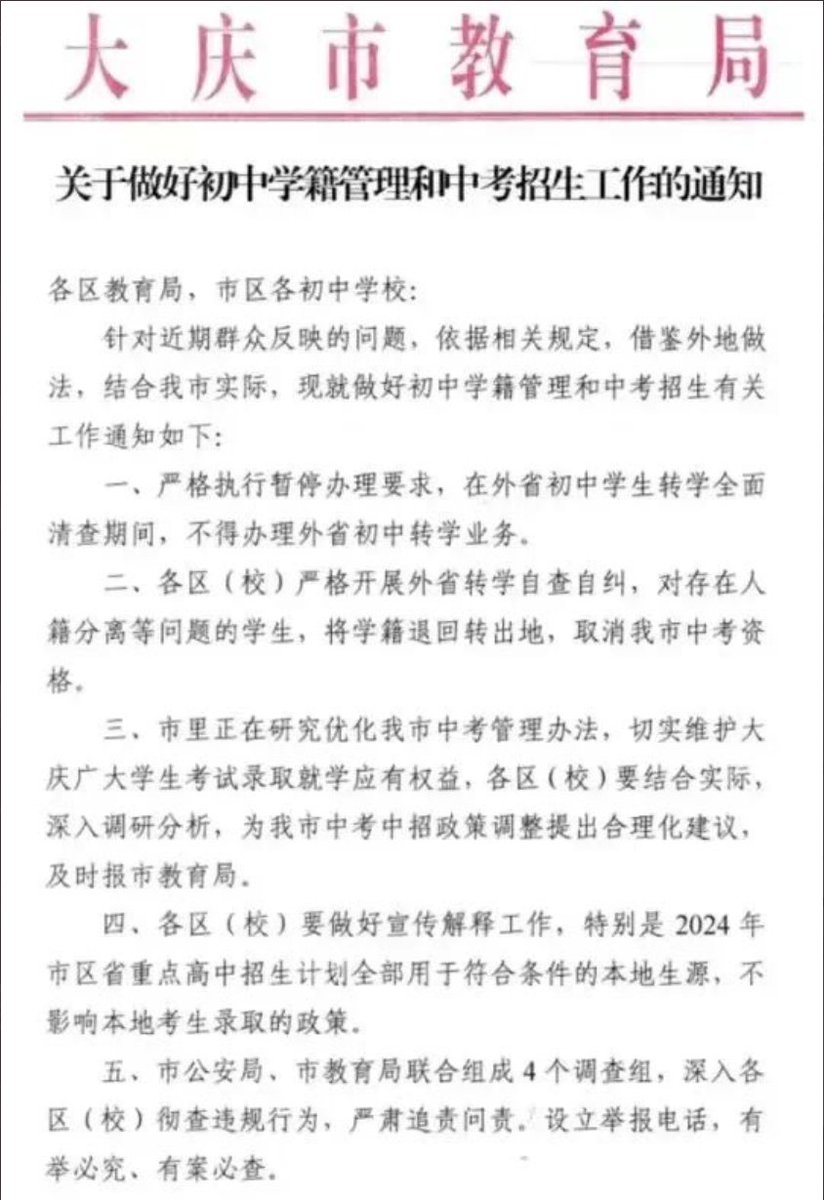 大庆市教育局
关于做好初中学籍管理和中考招生工作的通知
各区教育局，市区各初中学校：
针对近期群众反映的问题，依据相关规定，借鉴外地做
法，结合我市实际，现就做好初中学籍管理和中考招生有关
工作通知如下：
一、严格执行暂停办理要求，在外省初中学生转学全面
清查期间，不得办理外省初中转学业务。
二、各区（校）严格开展外省转学自查自纠，对存在人
籍分离等问题的学生，将学籍退回转出地，取消我市中考资
格。
三、市里正在研究优化我市中考管理办法，切实维护大
庆广大学生考试录取就学应有权益，各区（校）要结合实际，
深入调研分析，为我市中考中招政策调整提出合理化建议，
及时报市教育局。
四、各区（校）要做好宣传解释工作，特别是 2024 年
市区省重点高中招生计划全部用于符合条件的本地生源，不
影响本地考生录取的政策。
五、市公安局、市教育局联合组成 4 个调查组，深入各
区（校）彻查违规行为，严肃追责问责。设立举报电话，有
举必究、有案必查。